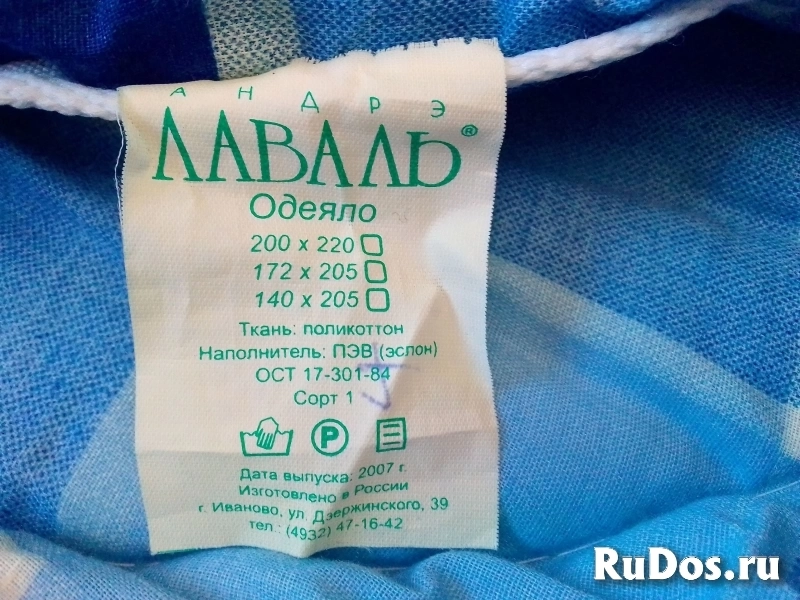 АНДРЭ
ЛАВАЛЬ®
Одеяло
200 x 220
172 x 205
140 x 205
Ткань: поликоттон
Наполнитель: ПЭВ (эслон)
ОСТ 17-301-84
Сорт 1
P
Дата выпуска: 2007 г.
Изготовлено в России
г. Иваново, ул. Дзержинского, 39
тел.: (4932) 47-16-42
RuDos.ru